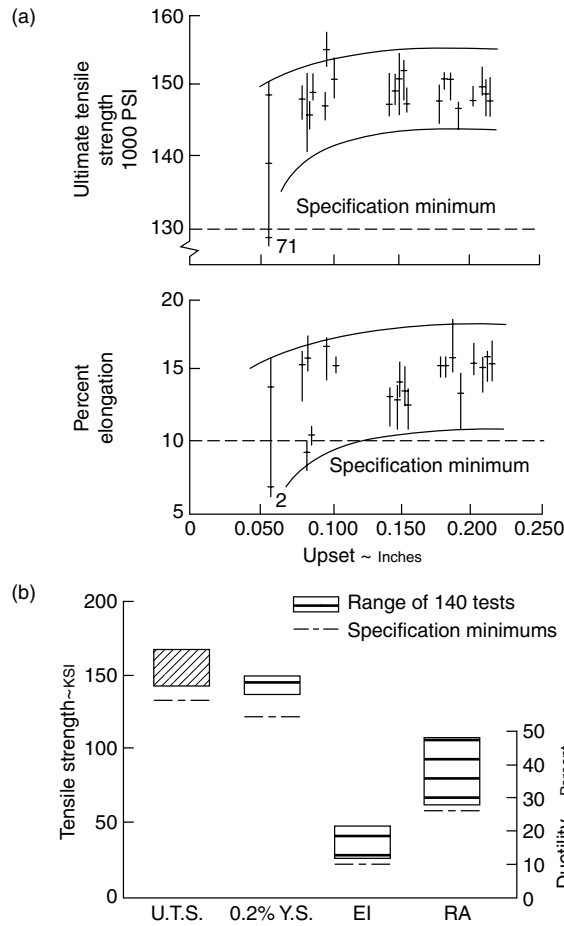 (a)
160
150
140
130
Ultimate tensile
strength
1000 PSI
Specification minimum
71
20
15
10
5
Percent
elongation
Specification minimum
2
0 0.050 0.100 0.150 0.200 0.250
Upset ~ Inches
(b)
200
150
100
50
0
Tensile strength~KSI
Range of 140 tests
Specification minimums
50
40
30
20
10
0
Ductility Percent
U.T.S. 0.2% Y.S. EI RA